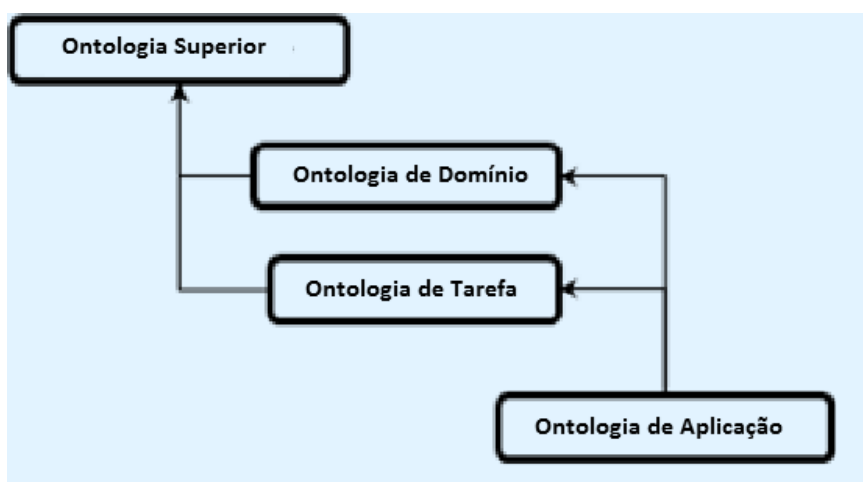 Ontologia Superior
Ontologia de Domínio
Ontologia de Tarefa
Ontologia de Aplicação